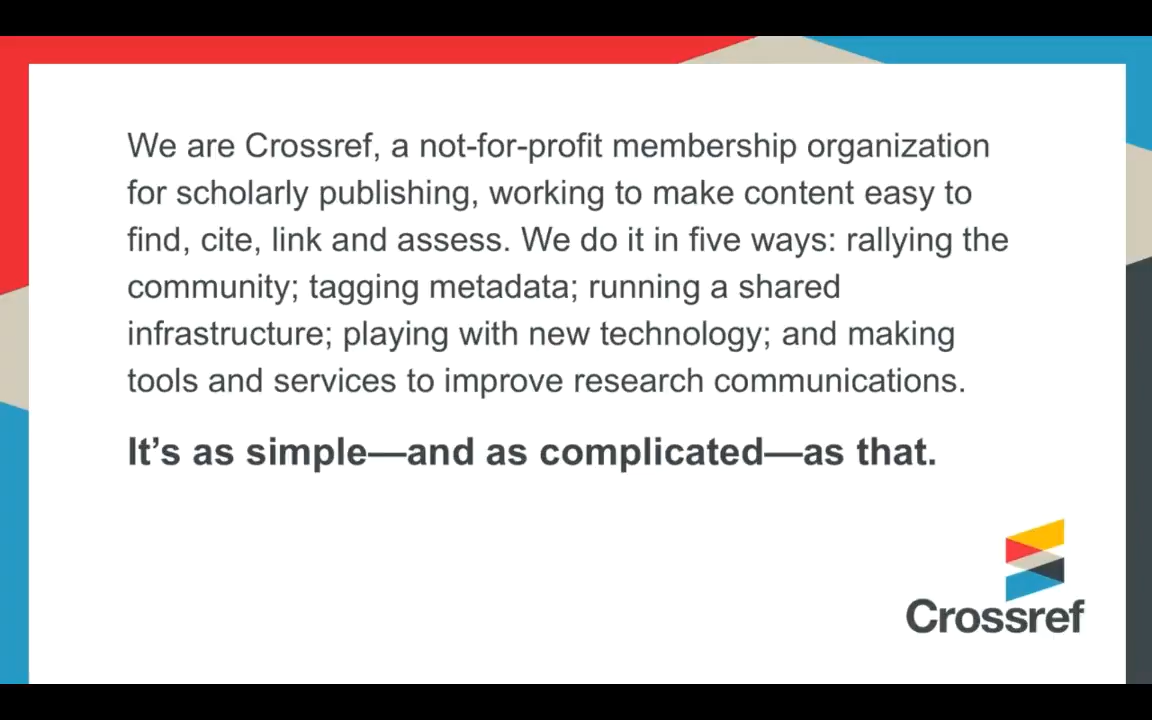 We are Crossref, a not-for-profit membership organization
for scholarly publishing, working to make content easy to
find, cite, link and assess. We do it in five ways: rallying the
community; tagging metadata; running a shared
infrastructure; playing with new technology; and making
tools and services to improve research communications.
It’s as simple—and as complicated—as that.
Crossref